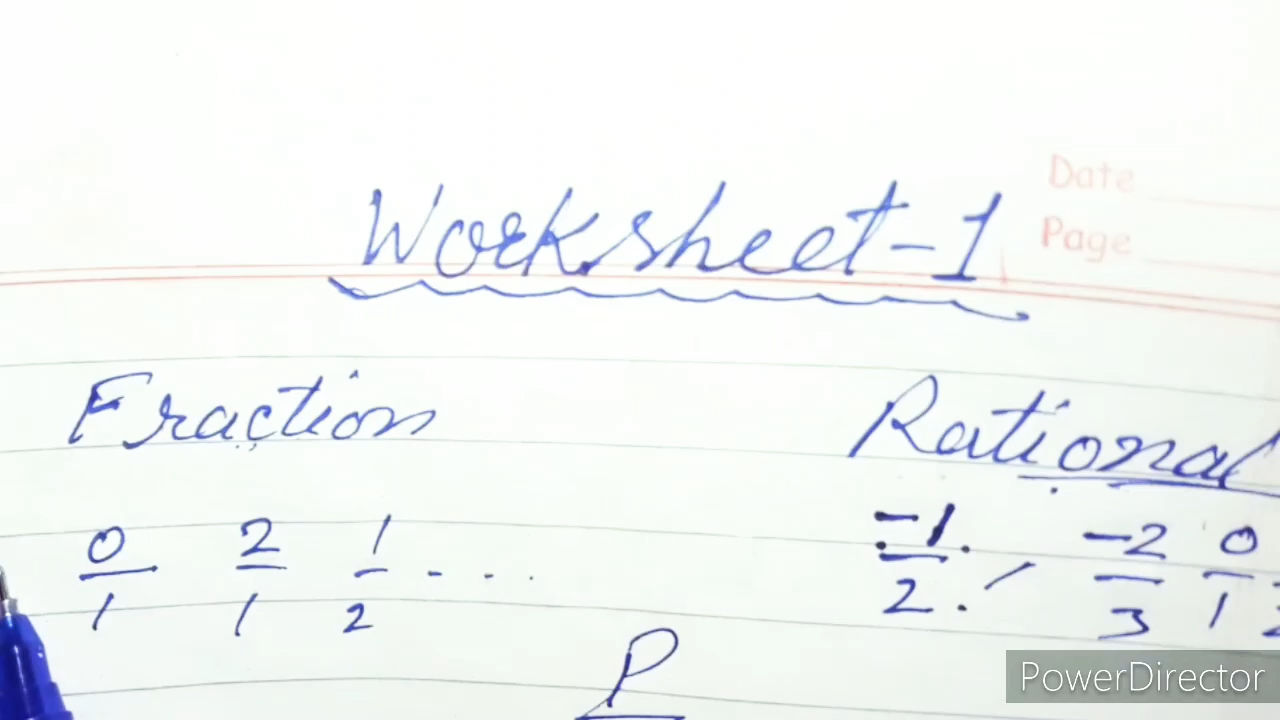 Date
Page
Worksheet-1
Fraction Rational
0/1 2/1 1/2 - - - . -1/2, -2/3 0/1
P
PowerDirector